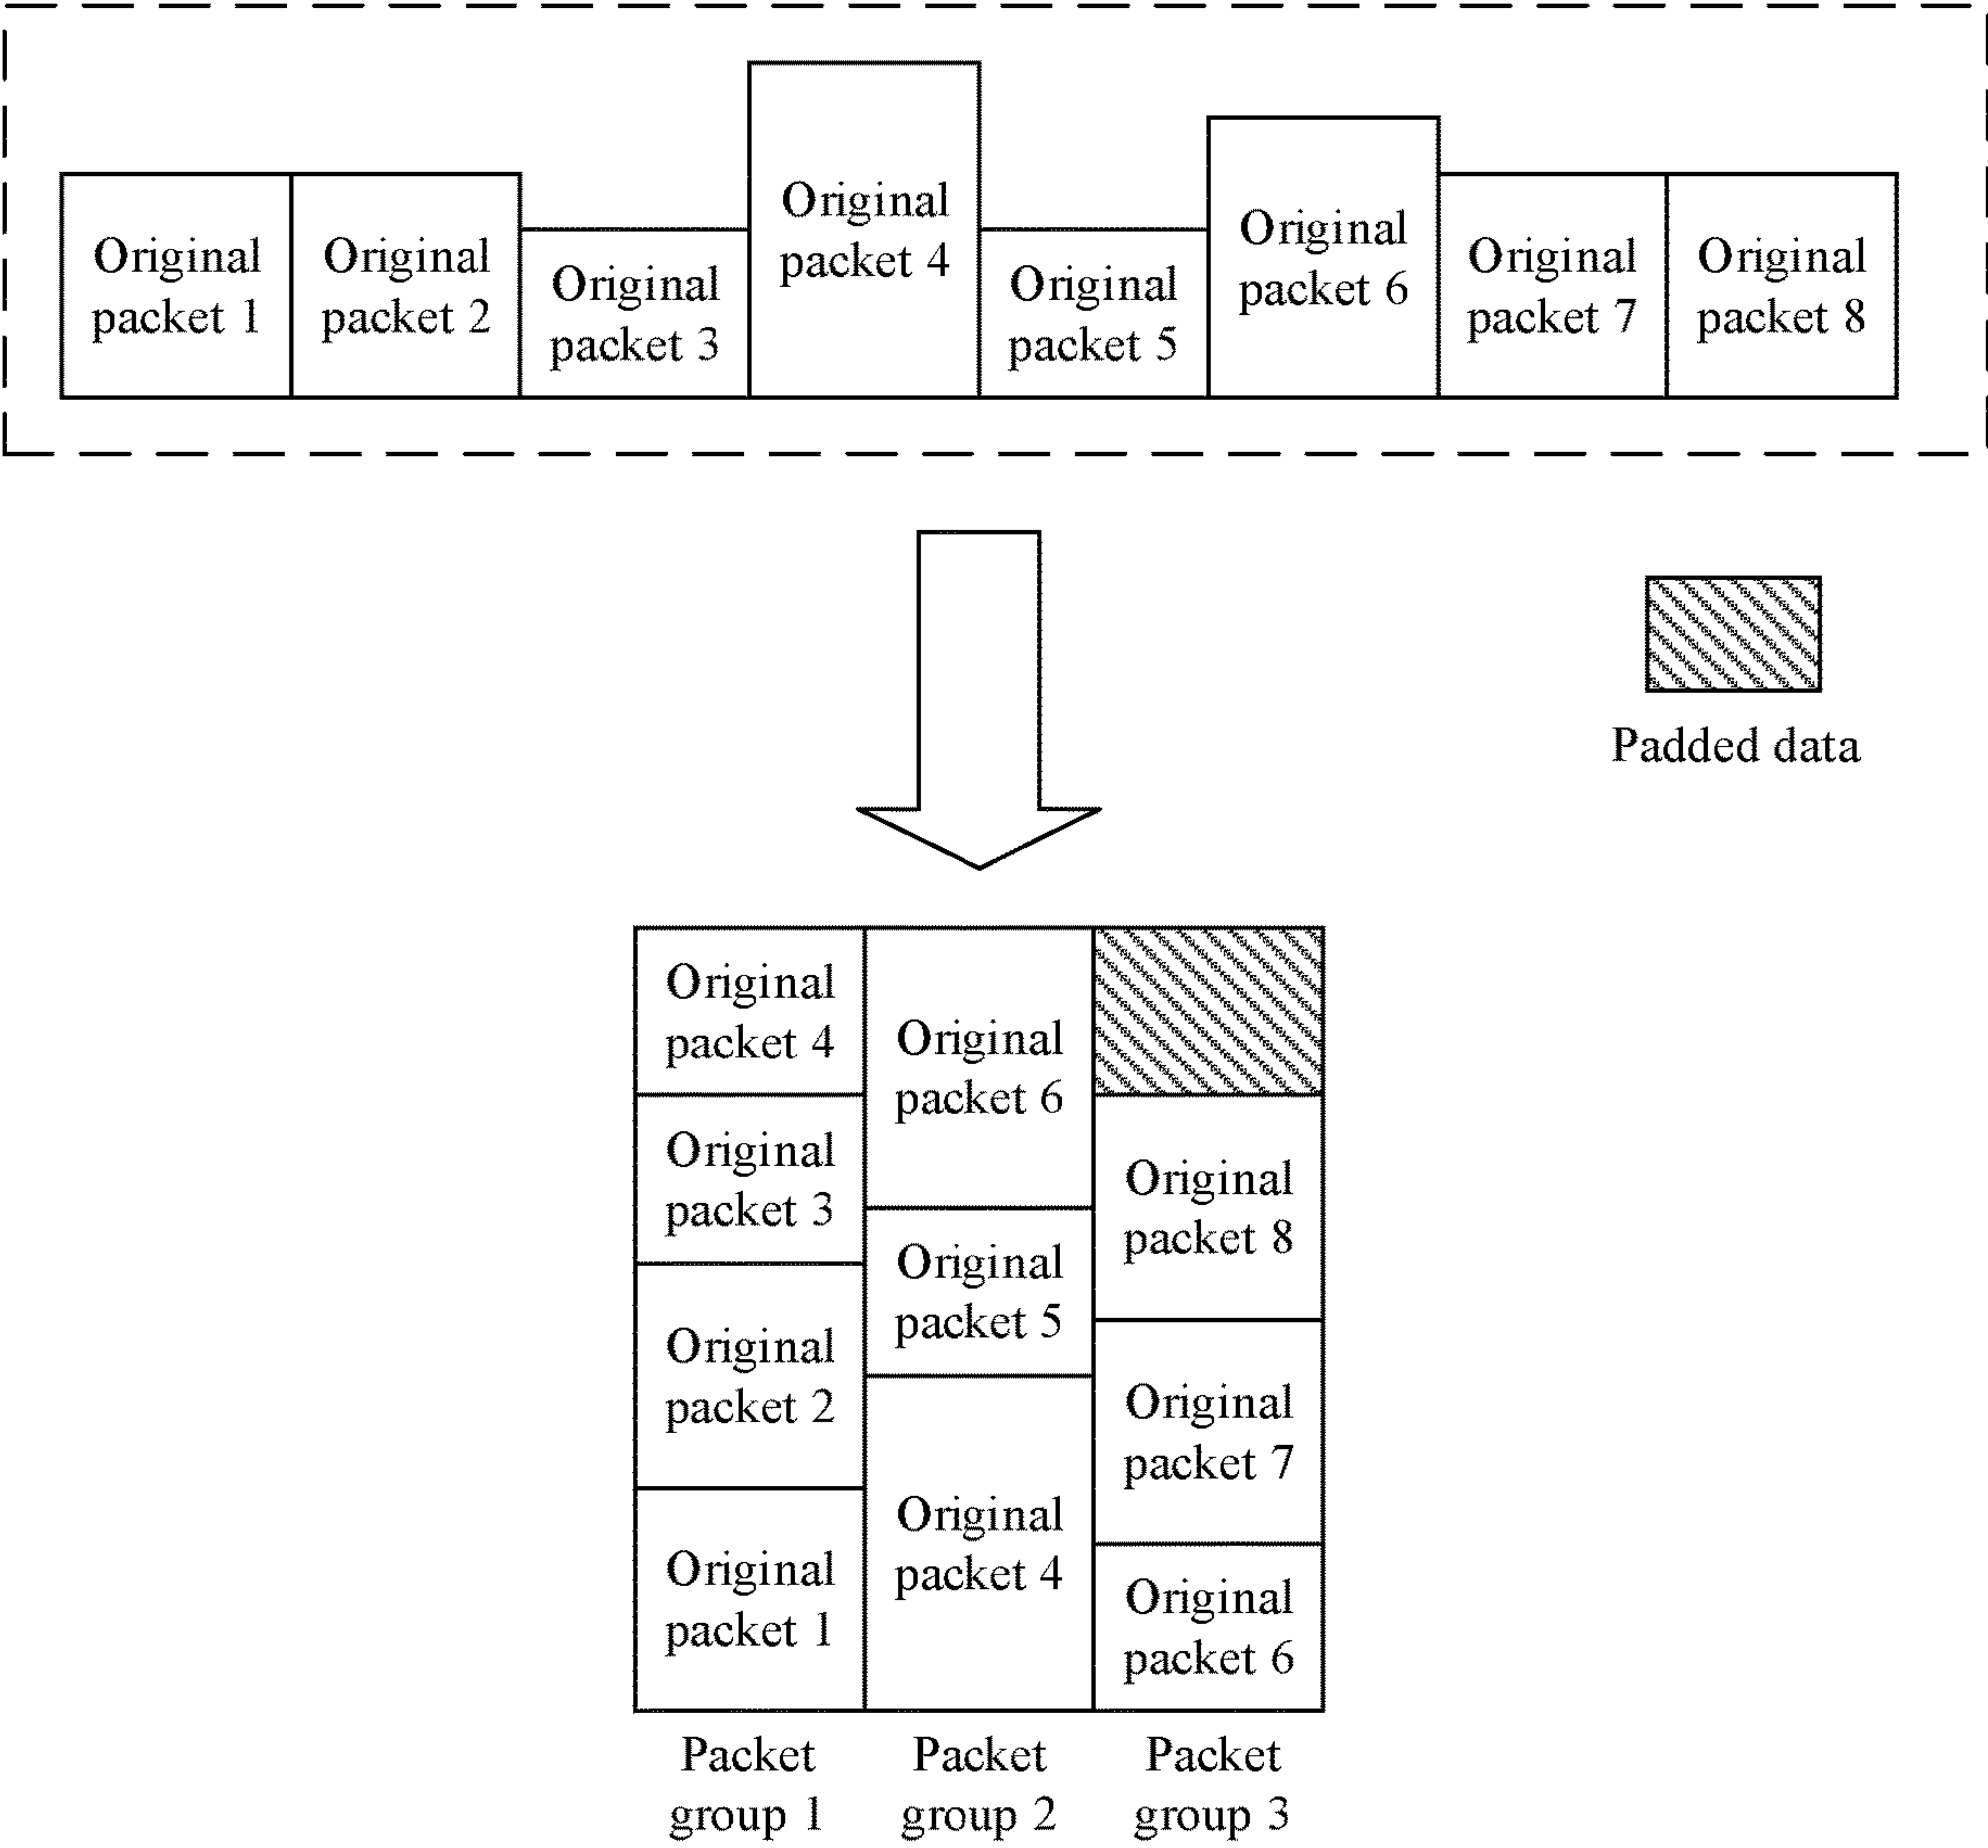 Original
packet 1
Original
packet 2
Original
packet 3
Original
packet 4
Original
packet 5
Original
packet 6
Original
packet 7
Original
packet 8
Padded data
Original
packet 4
Original
packet 3
Original
packet 2
Original
packet 1
Original
packet 6
Original
packet 5
Original
packet 4
Original
packet 8
Original
packet 7
Original
packet 6
Packet
group 1
Packet
group 2
Packet
group 3